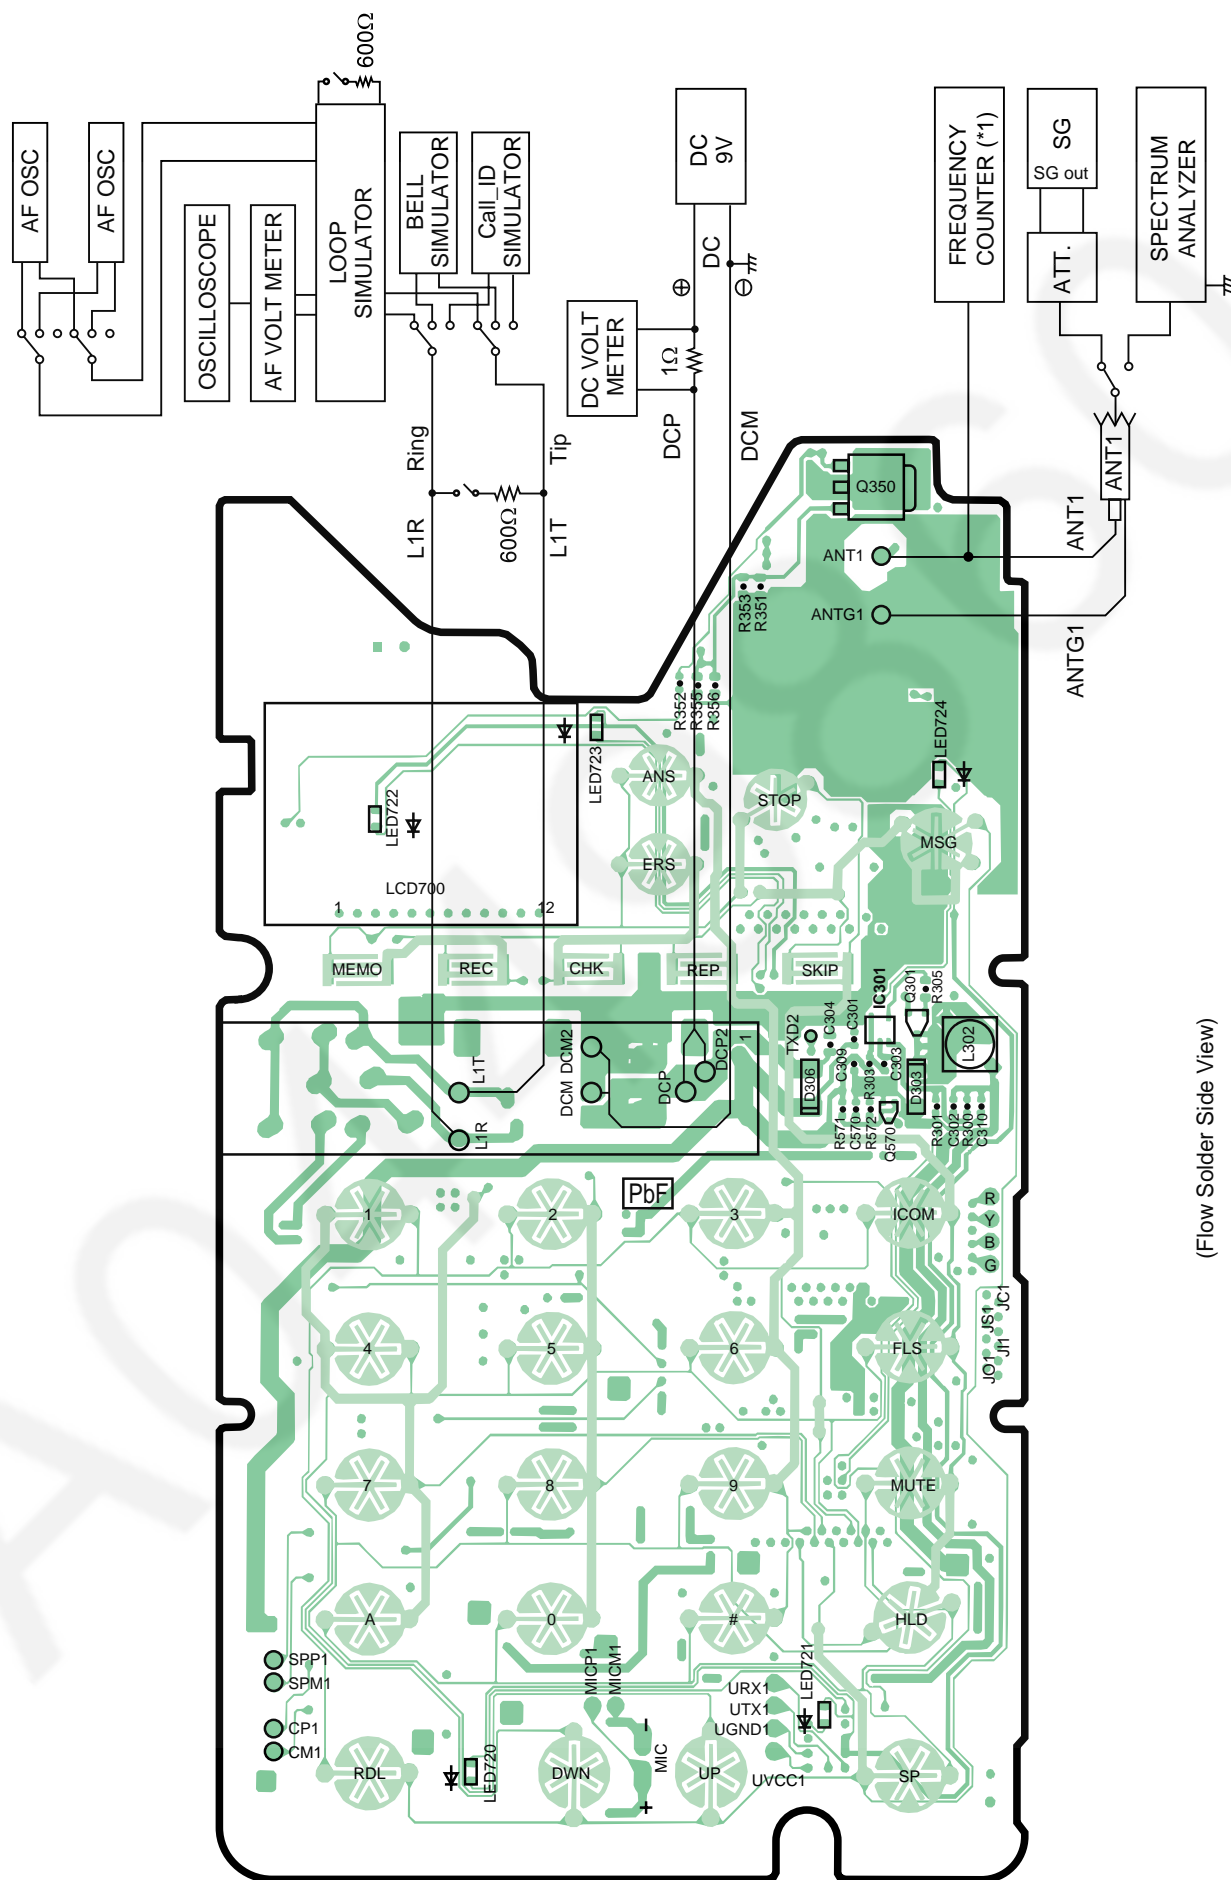 AF OSC
AF OSC
OSCILLOSCOPE
AF VOLT METER
LOOP
SIMULATOR
600Ω
BELL
SIMULATOR
Call_ID
SIMULATOR
DC
9V
DC VOLT
METER
1Ω
DC
⊕
⊖
FREQUENCY
COUNTER (*1)
SG
SG out
ATT.
SPECTRUM
ANALYZER
Ring
Tip
L1R
600Ω
L1T
DCP
DCM
ANT1
ANT1
ANTG1
Q350
ANT1
ANTG1
R353
R351
R352
R355
R356
LED722
LED723
LED724
ANS
ERS
STOP
MSG
LCD700
1
12
MEMO
REC
CHK
REP
SKIP
IC301
Q301
R305
TXD2
C304
C301
L302
D306
C309
R303
C303
D303
R571
C570
R572
Q570
R301
C302
R300
C310
L1T
L1R
DCM
DCM2
DCP
DCP2
1
PbF
1
2
3
ICOM
R
Y
B
G
4
5
6
FLS
JC1
JS1
JI1
JO1
7
8
9
MUTE
A
0
#
HLD
SPP1
SPM1
CP1
CM1
MICP1
MICM1
URX1
UTX1
UGND1
UVCC1
LED721
RDL
LED720
DWN
MIC
−
+
UP
SP
(Flow Solder Side View)